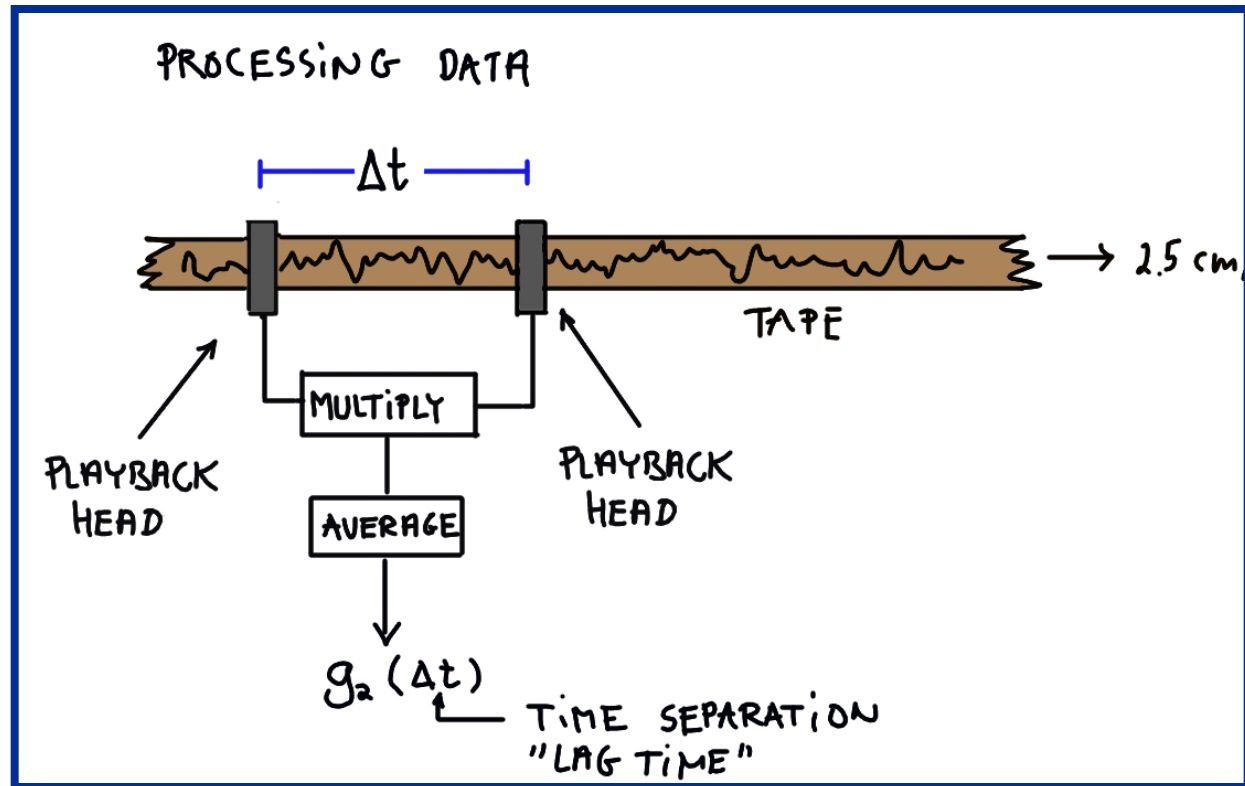 PROCESSING DATA
Δt
2.5 cm
TAPE
MULTIPLY
PLAYBACK
HEAD
PLAYBACK
HEAD
AVERAGE
g₂ (Δt)
TIME SEPARATION
"LAG TIME"